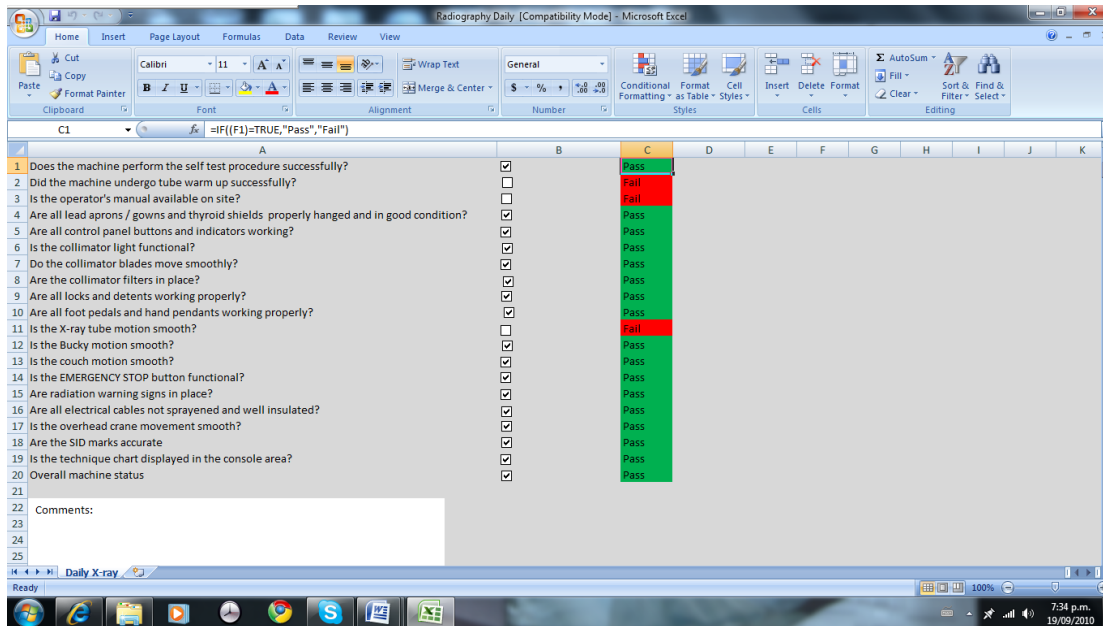 Radiography Daily [Compatibility Mode] - Microsoft Excel
Home Insert Page Layout Formulas Data Review View
Cut
Copy
Format Painter
Paste
Calibri 11 A A
B I U A
Wrap Text
Merge & Center
General
$ % , .0 .00 .00 .0
Conditional Formatting
Format as Table
Cell Styles
Insert Delete Format
Σ AutoSum
Fill
Clear
Sort & Filter
Find & Select
Clipboard Font Alignment Number Styles Cells Editing
C1 fx =IF((F1)=TRUE,"Pass","Fail")
A B C D E F G H I J K
1 Does the machine perform the self test procedure successfully? Pass
2 Did the machine undergo tube warm up successfully? Fail
3 Is the operator's manual available on site? Fail
4 Are all lead aprons / gowns and thyroid shields properly hanged and in good condition? Pass
5 Are all control panel buttons and indicators working? Pass
6 Is the collimator light functional? Pass
7 Do the collimator blades move smoothly? Pass
8 Are the collimator filters in place? Pass
9 Are all locks and detents working properly? Pass
10 Are all foot pedals and hand pendants working properly? Pass
11 Is the X-ray tube motion smooth? Fail
12 Is the Bucky motion smooth? Pass
13 Is the couch motion smooth? Pass
14 Is the EMERGENCY STOP button functional? Pass
15 Are radiation warning signs in place? Pass
16 Are all electrical cables not sprayened and well insulated? Pass
17 Is the overhead crane movement smooth? Pass
18 Are the SID marks accurate Pass
19 Is the technique chart displayed in the console area? Pass
20 Overall machine status Pass
21
22 Comments:
23
24
25
Daily X-ray
Ready 100%
7:34 p.m.
19/09/2010